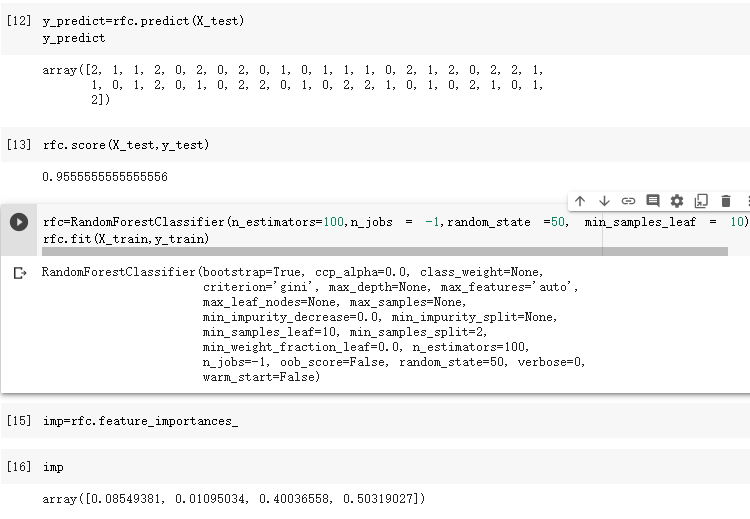 [12] y_predict=rfc.predict(X_test)
y_predict
array([2, 1, 1, 2, 0, 2, 0, 2, 0, 1, 0, 1, 1, 1, 0, 2, 1, 2, 0, 2, 2, 1,
1, 0, 1, 2, 0, 1, 0, 2, 2, 0, 1, 0, 2, 2, 1, 0, 1, 0, 2, 1, 0, 1,
2])
[13] rfc.score(X_test,y_test)
0.9555555555555556
rfc=RandomForestClassifier(n_estimators=100,n_jobs = -1,random_state =50, min_samples_leaf = 10)
rfc.fit(X_train,y_train)
RandomForestClassifier(bootstrap=True, ccp_alpha=0.0, class_weight=None,
criterion='gini', max_depth=None, max_features='auto',
max_leaf_nodes=None, max_samples=None,
min_impurity_decrease=0.0, min_impurity_split=None,
min_samples_leaf=10, min_samples_split=2,
min_weight_fraction_leaf=0.0, n_estimators=100,
n_jobs=-1, oob_score=False, random_state=50, verbose=0,
warm_start=False)
[15] imp=rfc.feature_importances_
[16] imp
array([0.08549381, 0.01095034, 0.40036558, 0.50319027])